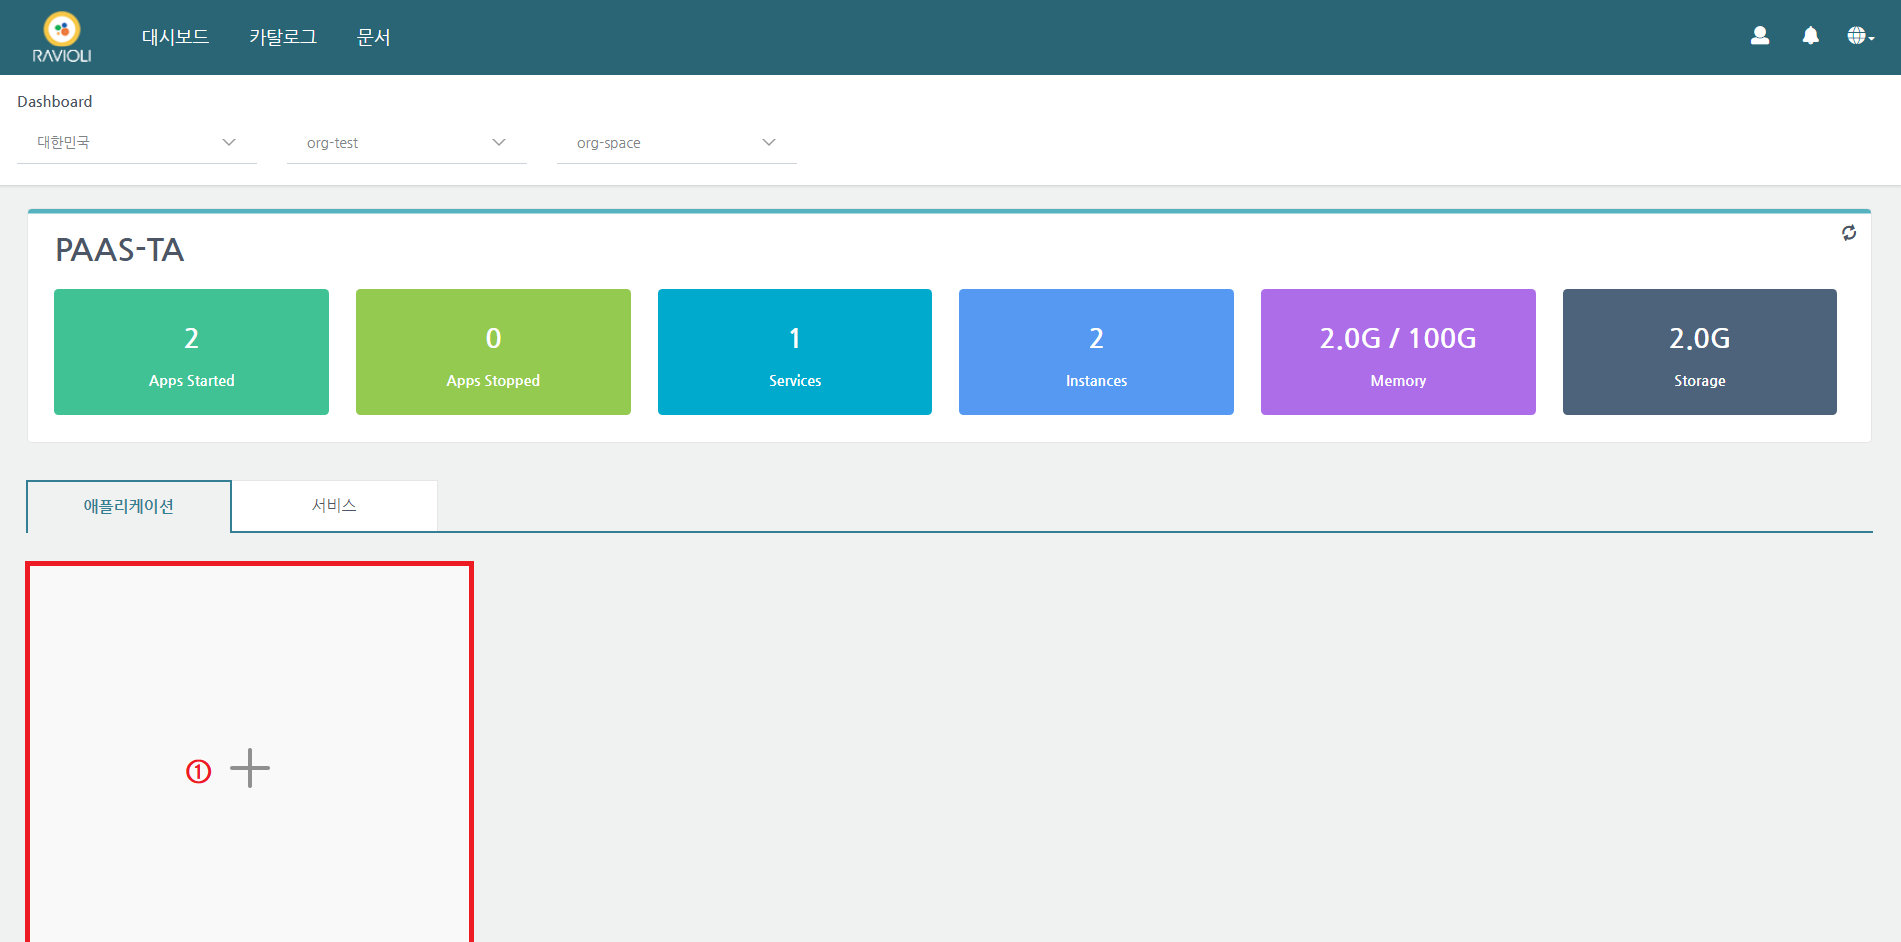 RAVIOLI
대시보드 카탈로그 문서
Dashboard
대한민국 org-test org-space
PAAS-TA
2 0 1 2 2.0G / 100G 2.0G
Apps Started Apps Stopped Services Instances Memory Storage
애플리케이션 서비스
①